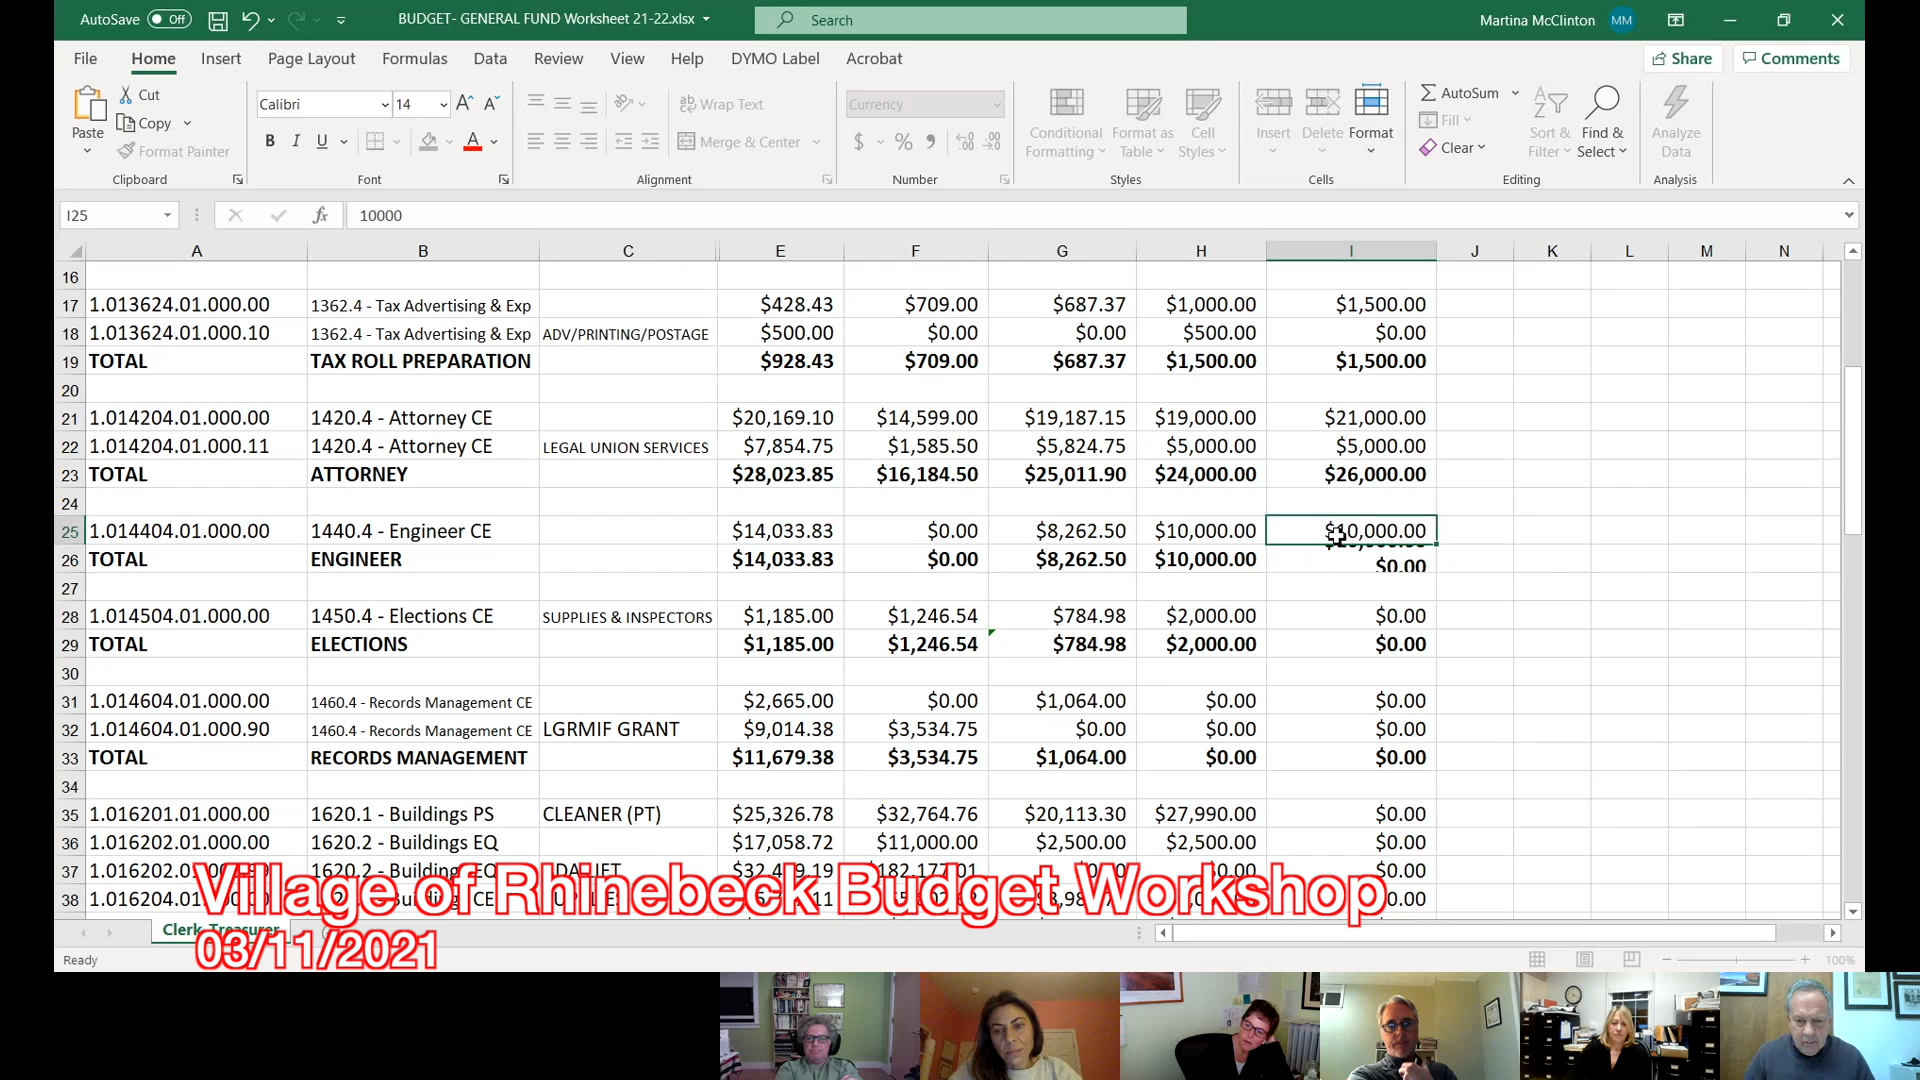 AutoSave Off BUDGET- GENERAL FUND Worksheet 21-22.xlsx Search Martina McClinton MM
File Home Insert Page Layout Formulas Data Review View Help DYMO Label Acrobat Share Comments
Paste Cut Copy Format Painter Clipboard
Calibri 14 B I U A Font
Wrap Text Merge & Center Alignment
Currency $ % Number
Conditional Formatting Format as Table Cell Styles Styles
Insert Delete Format Cells
AutoSum Fill Clear Sort & Filter Find & Select Editing
Analyze Data Analysis
I25 fx 10000
A B C E F G H I J K L M N
16
17 1.013624.01.000.00 1362.4 - Tax Advertising & Exp $428.43 $709.00 $687.37 $1,000.00 $1,500.00
18 1.013624.01.000.10 1362.4 - Tax Advertising & Exp ADV/PRINTING/POSTAGE $500.00 $0.00 $0.00 $500.00 $0.00
19 TOTAL TAX ROLL PREPARATION $928.43 $709.00 $687.37 $1,500.00 $1,500.00
20
21 1.014204.01.000.00 1420.4 - Attorney CE $20,169.10 $14,599.00 $19,187.15 $19,000.00 $21,000.00
22 1.014204.01.000.11 1420.4 - Attorney CE LEGAL UNION SERVICES $7,854.75 $1,585.50 $5,824.75 $5,000.00 $5,000.00
23 TOTAL ATTORNEY $28,023.85 $16,184.50 $25,011.90 $24,000.00 $26,000.00
24
25 1.014404.01.000.00 1440.4 - Engineer CE $14,033.83 $0.00 $8,262.50 $10,000.00 $10,000.00
26 TOTAL ENGINEER $14,033.83 $0.00 $8,262.50 $10,000.00 $0.00
27
28 1.014504.01.000.00 1450.4 - Elections CE SUPPLIES & INSPECTORS $1,185.00 $1,246.54 $784.98 $2,000.00 $0.00
29 TOTAL ELECTIONS $1,185.00 $1,246.54 $784.98 $2,000.00 $0.00
30
31 1.014604.01.000.00 1460.4 - Records Management CE $2,665.00 $0.00 $1,064.00 $0.00 $0.00
32 1.014604.01.000.90 1460.4 - Records Management CE LGRMIF GRANT $9,014.38 $3,534.75 $0.00 $0.00 $0.00
33 TOTAL RECORDS MANAGEMENT $11,679.38 $3,534.75 $1,064.00 $0.00 $0.00
34
35 1.016201.01.000.00 1620.1 - Buildings PS CLEANER (PT) $25,326.78 $32,764.76 $20,113.30 $27,990.00 $0.00
36 1.016202.01.000.00 1620.2 - Buildings EQ $17,058.72 $11,000.00 $2,500.00 $2,500.00 $0.00
37 $0.00
38 $0.00
Village of Rhinebeck Budget Workshop
Clerk-Treasurer
03/11/2021
Ready 100%